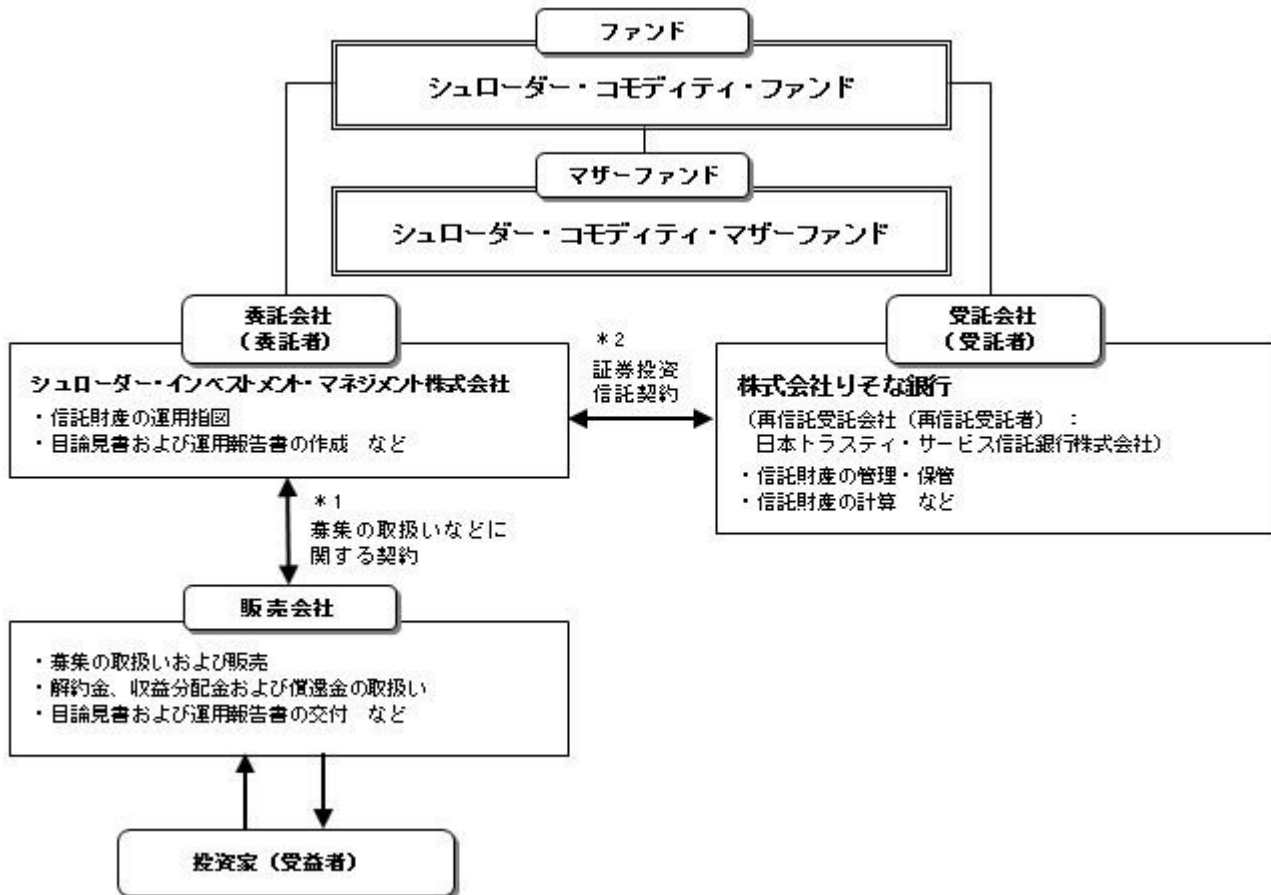 ファンド
シュローダー・コモディティ・ファンド
マザーファンド
シュローダー・コモディティ・マザーファンド
委託会社
（委託者）
シュローダー・インベストメント・マネジメント株式会社
・信託財産の運用指図
・目論見書および運用報告書の作成　など
＊2
証券投資
信託契約
受託会社
（受託者）
株式会社りそな銀行
（再信託受託会社（再信託受託者）：
日本トラスティ・サービス信託銀行株式会社）
・信託財産の管理・保管
・信託財産の計算　など
＊1
募集の取扱いなどに
関する契約
販売会社
・募集の取扱いおよび販売
・解約金、収益分配金および償還金の取扱い
・目論見書および運用報告書の交付　など
投資家（受益者）